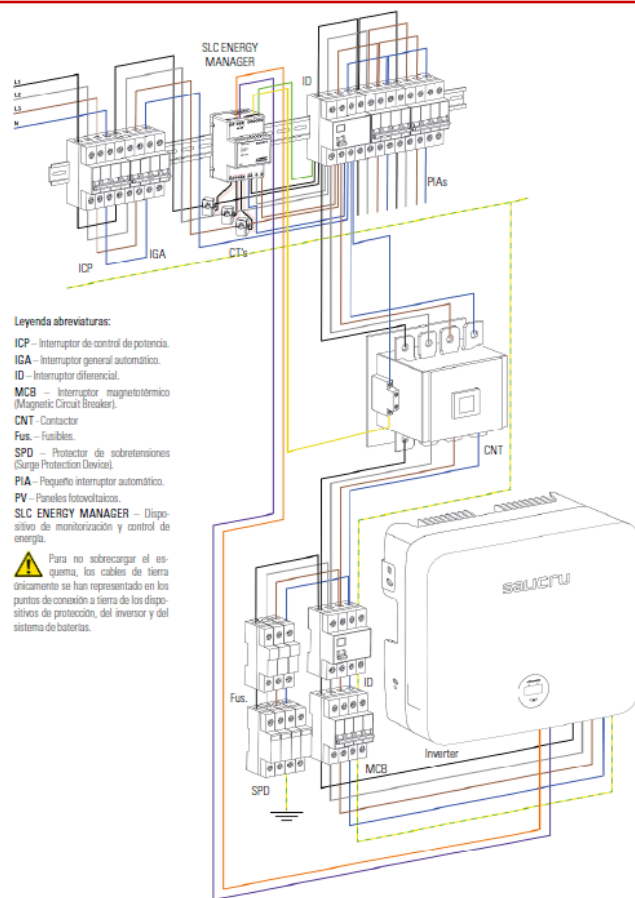 SLC ENERGY
MANAGER
ID
L1
L2
L3
N
PIAs
ICP
IGA
CT's
Leyenda abreviaturas:
ICP – Interruptor de control de potencia.
IGA – Interruptor general automático.
ID – Interruptor diferencial.
MCB – Interruptor magnetotérmico
(Magnetic Circuit Breaker).
CNT - Contactor
Fus. – Fusibles.
SPD – Protector de sobretensiones
(Surge Protection Device).
PIA – Pequeño interruptor automático.
PV – Paneles fotovoltaicos.
SLC ENERGY MANAGER – Dispo-
sitivo de monitorización y control de
energía.
Para no sobrecargar el es-
quema, los cables de tierra
únicamente se han representado en los
puntos de conexión a tierra de los dispo-
sitivos de protección, del inversor y del
sistema de baterías.
CNT
salicru
Fus.
ID
Inverter
MCB
SPD